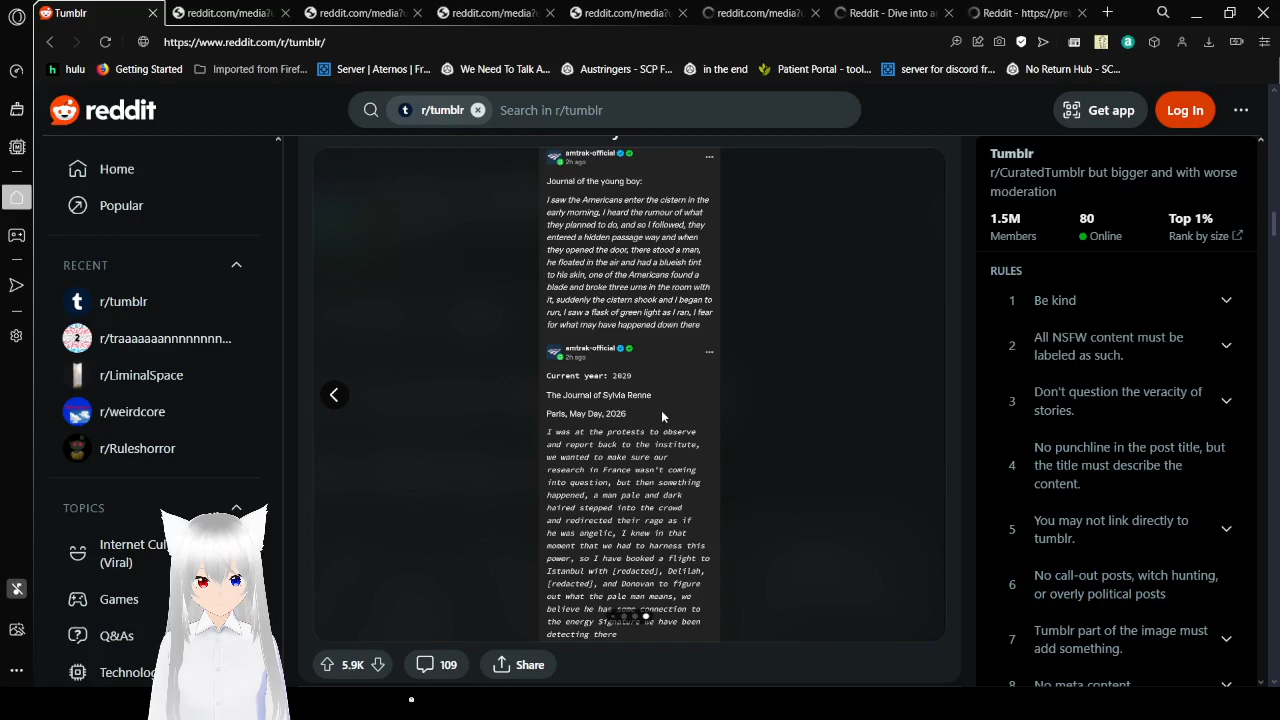 Tumblr
reddit.com/media?u
reddit.com/media?u
reddit.com/media?u
reddit.com/media?u
reddit.com/media?u
Reddit - Dive into a
Reddit - https://pre
https://www.reddit.com/r/tumblr/
hulu
Getting Started
Imported from Firef...
Server | Aternos | Fr...
We Need To Talk A...
Austringers - SCP F...
in the end
Patient Portal - tool...
server for discord fr...
No Return Hub - SC...
reddit
r/tumblr
Search in r/tumblr
Get app
Log In
Home
Popular
RECENT
r/tumblr
r/traaaaaaannnnnnnnn...
r/LiminalSpace
r/weirdcore
r/Ruleshorror
TOPICS
Internet Cul
(Viral)
Games
Q&As
Technolo
amtrak-official
2h ago
Journal of the young boy:
I saw the Americans enter the cistern in the
early morning, I heard the rumour of what
they planned to do, and so I followed, they
entered a hidden passage way and when
they opened the door, there stood a man,
he floated in the air and had a blueish tint
to his skin, one of the Americans found a
blade and broke three urns in the room with
it, suddenly the cistern shook and I began to
run, I saw a flask of green light as I ran, I fear
for what may have happened down there
amtrak-official
2h ago
Current year: 2029
The Journal of Sylvia Renne
Paris, May Day, 2026
I was at the protests to observe
and report back to the institute,
we wanted to make sure our
research in France wasn't coming
into question, but then something
happened, a man pale and dark
haired stepped into the crowd
and redirected their rage as if
he was angelic, I knew in that
moment that we had to harness this
power, so I have booked a flight to
Istanbul with [redacted], Delilah,
[redacted], and Donovan to figure
out what the pale man means, we
believe he has some connection to
the energy Signature we have been
detecting there
5.9K
109
Share
Tumblr
r/CuratedTumblr but bigger and with worse
moderation
1.5M
Members
80
Online
Top 1%
Rank by size
RULES
1 Be kind
2 All NSFW content must be
labeled as such.
3 Don't question the veracity of
stories.
4 No punchline in the post title, but
the title must describe the
content.
5 You may not link directly to
tumblr.
6 No call-out posts, witch hunting,
or overly political posts
7 Tumblr part of the image must
add something.
8 No meta content